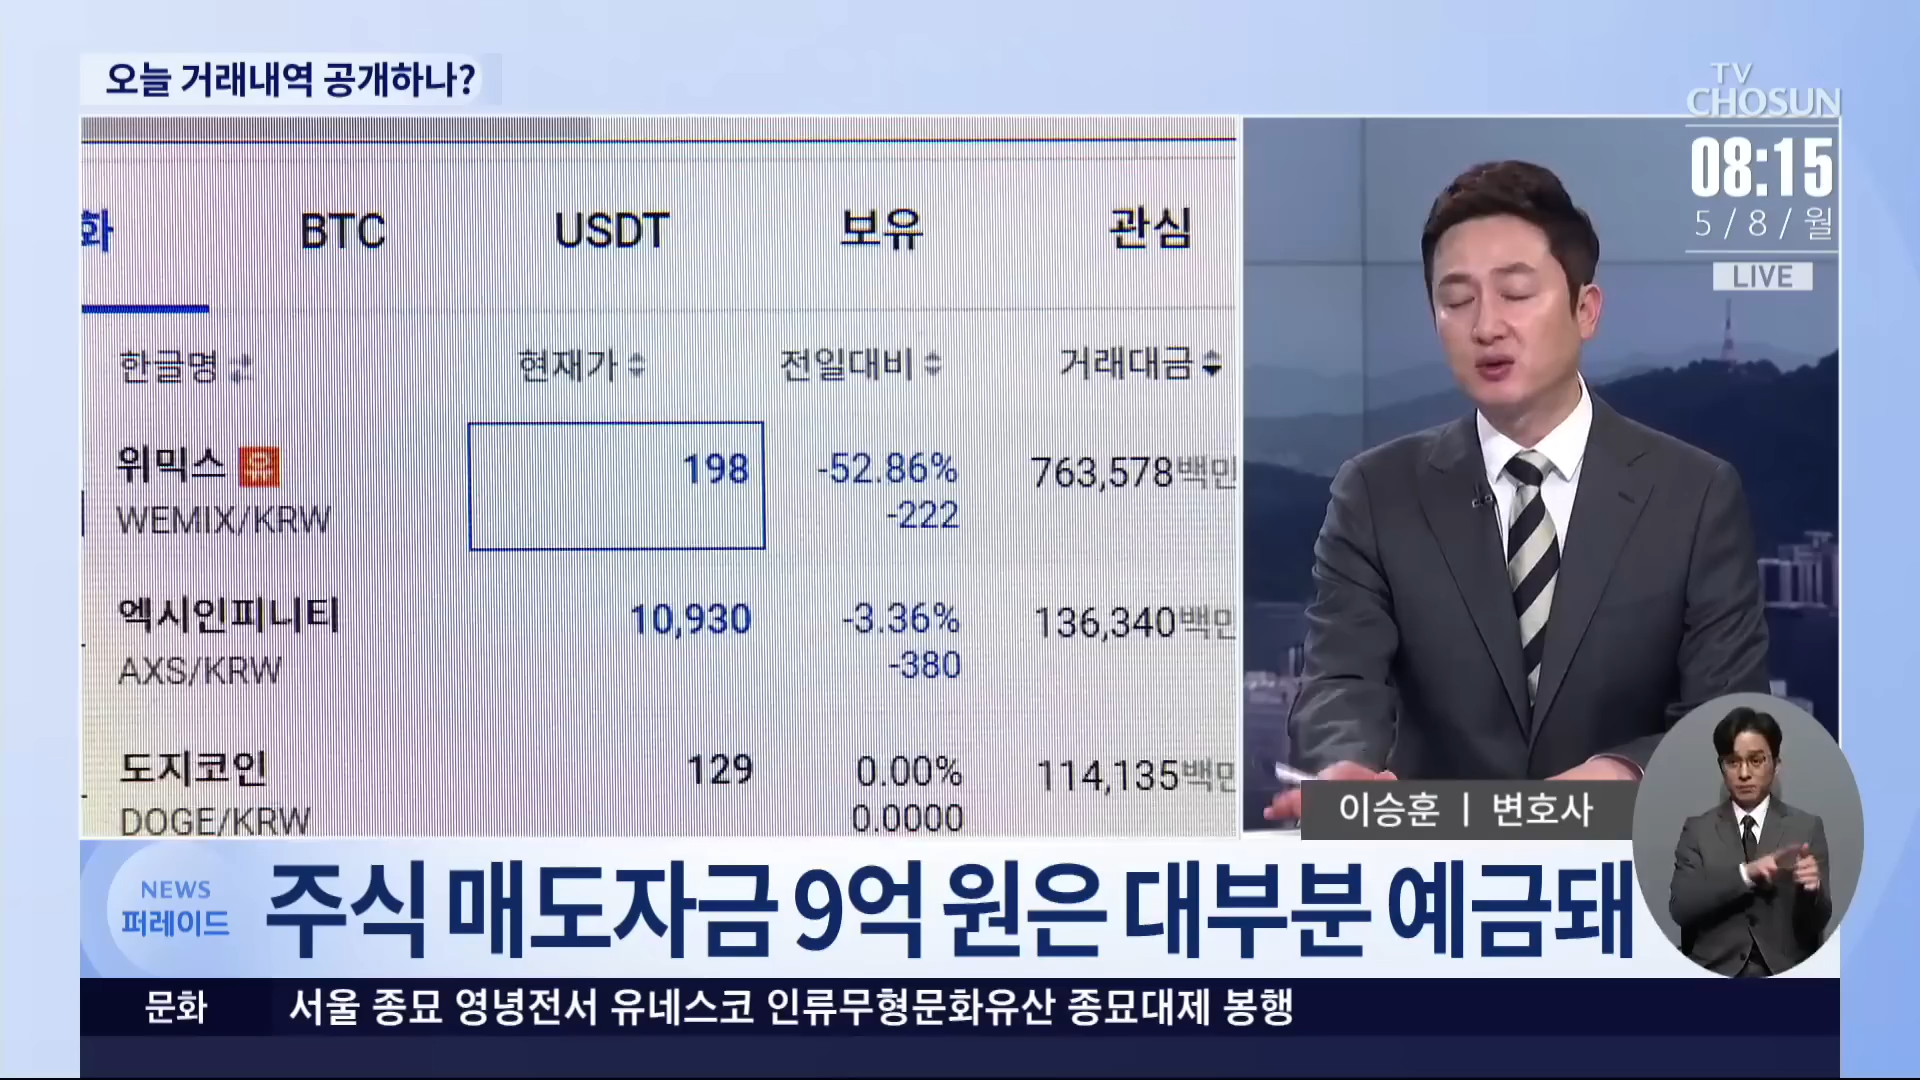 오늘 거래내역 공개하나?
TV
CHOSUN
08:15
5 / 8 / 월
LIVE
화 BTC USDT 보유 관심
한글명 현재가 전일대비 거래대금
위믹스 유 198 -52.86% 763,578백만
WEMIX/KRW -222
엑시인피니티 10,930 -3.36% 136,340백만
AXS/KRW -380
도지코인 129 0.00% 114,135백만
DOGE/KRW 0.0000
이승훈 | 변호사
NEWS
퍼레이드
주식 매도자금 9억 원은 대부분 예금돼
문화 서울 종묘 영녕전서 유네스코 인류무형문화유산 종묘대제 봉행